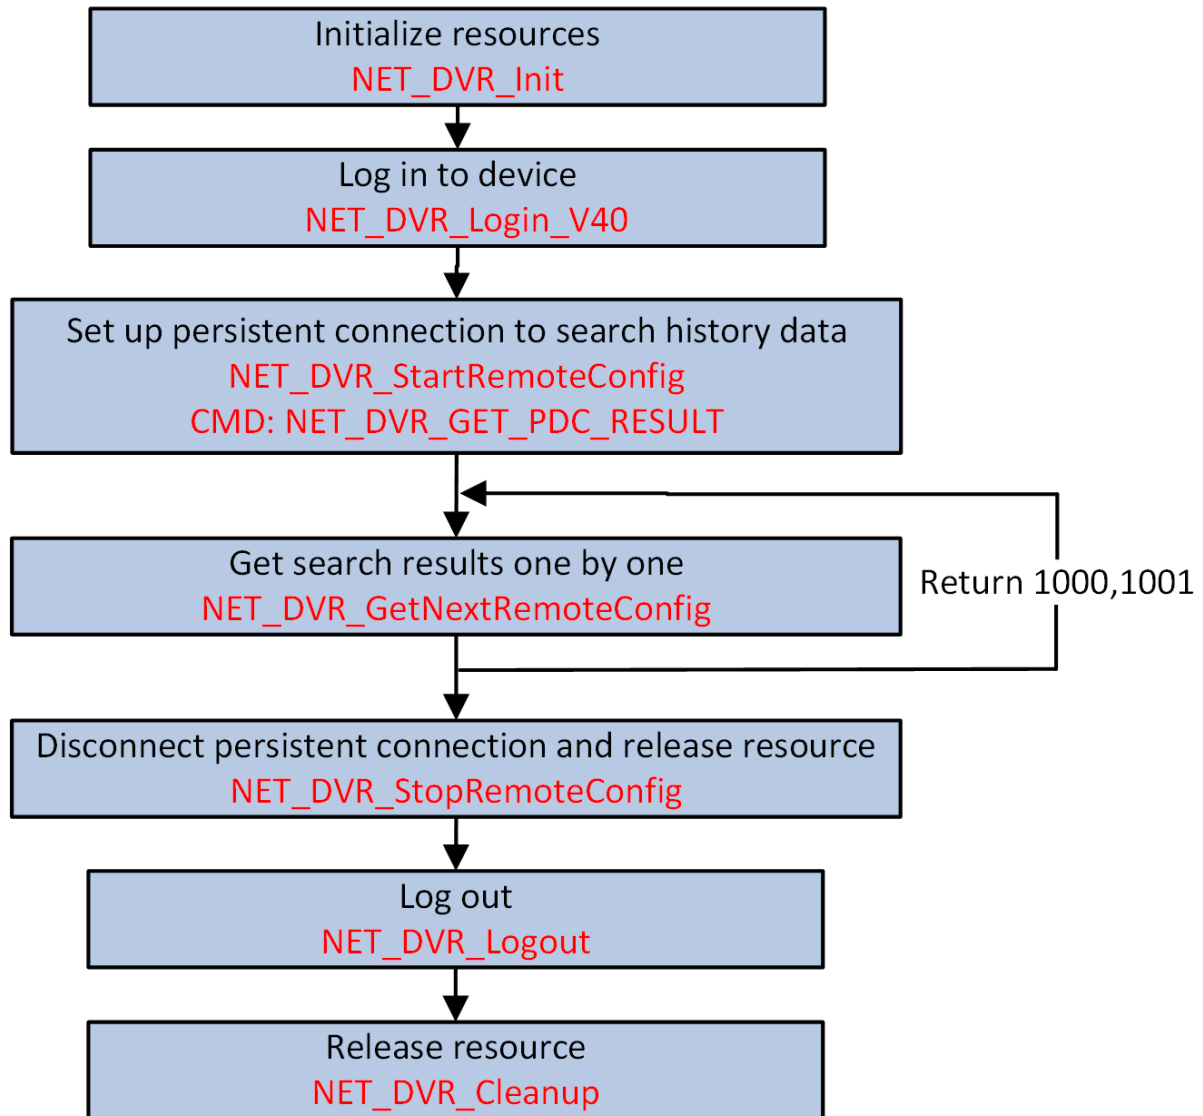 Initialize resources
NET_DVR_Init
Log in to device
NET_DVR_Login_V40
Set up persistent connection to search history data
NET_DVR_StartRemoteConfig
CMD: NET_DVR_GET_PDC_RESULT
Get search results one by one
NET_DVR_GetNextRemoteConfig
Return 1000,1001
Disconnect persistent connection and release resource
NET_DVR_StopRemoteConfig
Log out
NET_DVR_Logout
Release resource
NET_DVR_Cleanup